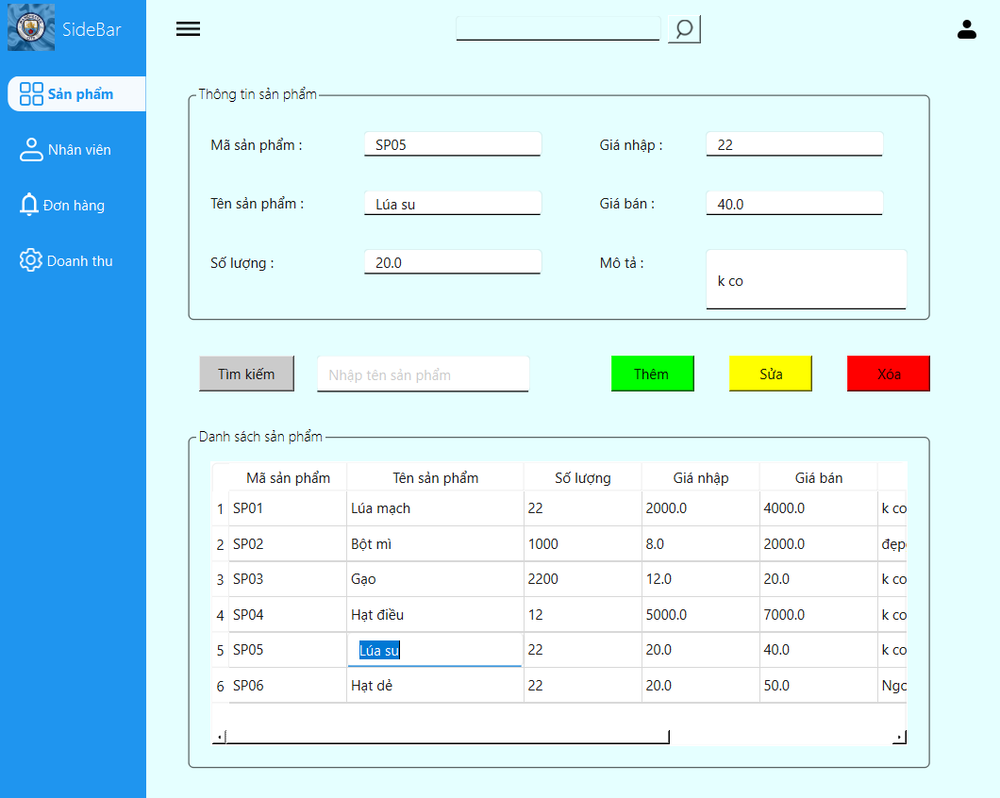 SideBar
Sản phẩm
Nhân viên
Đơn hàng
Doanh thu
Thông tin sản phẩm
Mã sản phẩm : SP05 Giá nhập : 22
Tên sản phẩm : Lúa su Giá bán : 40.0
Số lượng : 20.0 Mô tả : k co
Tìm kiếm Nhập tên sản phẩm Thêm Sửa Xóa
Danh sách sản phẩm
Mã sản phẩm Tên sản phẩm Số lượng Giá nhập Giá bán
1 SP01 Lúa mạch 22 2000.0 4000.0 k co
2 SP02 Bột mì 1000 8.0 2000.0 đẹp
3 SP03 Gạo 2200 12.0 20.0 k co
4 SP04 Hạt điều 12 5000.0 7000.0 k co
5 SP05 Lúa su 22 20.0 40.0 k co
6 SP06 Hạt dẻ 22 20.0 50.0 Ngo